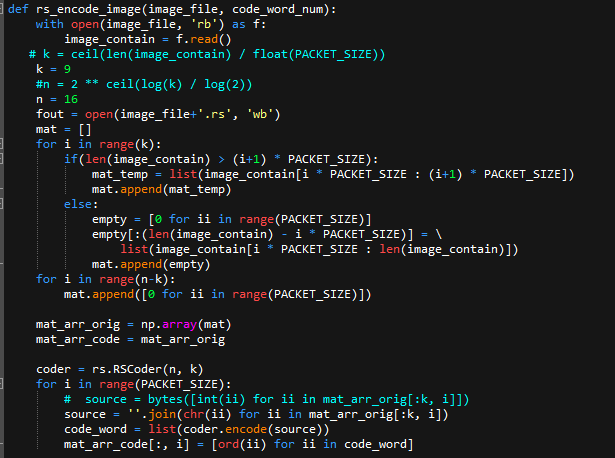 def rs_encode_image(image_file, code_word_num):
    with open(image_file, 'rb') as f:
        image_contain = f.read()
   # k = ceil(len(image_contain) / float(PACKET_SIZE))
    k = 9
    #n = 2 ** ceil(log(k) / log(2))
    n = 16
    fout = open(image_file+'.rs', 'wb')
    mat = []
    for i in range(k):
        if(len(image_contain) > (i+1) * PACKET_SIZE):
            mat_temp = list(image_contain[i * PACKET_SIZE : (i+1) * PACKET_SIZE])
            mat.append(mat_temp)
        else:
            empty = [0 for ii in range(PACKET_SIZE)]
            empty[:(len(image_contain) - i * PACKET_SIZE)] = \
                list(image_contain[i * PACKET_SIZE : len(image_contain)])
            mat.append(empty)
    for i in range(n-k):
        mat.append([0 for ii in range(PACKET_SIZE)])

    mat_arr_orig = np.array(mat)
    mat_arr_code = mat_arr_orig

    coder = rs.RSCoder(n, k)
    for i in range(PACKET_SIZE):
        #  source = bytes([int(ii) for ii in mat_arr_orig[:k, i]])
        source = ''.join(chr(ii) for ii in mat_arr_orig[:k, i])
        code_word = list(coder.encode(source))
        mat_arr_code[:, i] = [ord(ii) for ii in code_word]